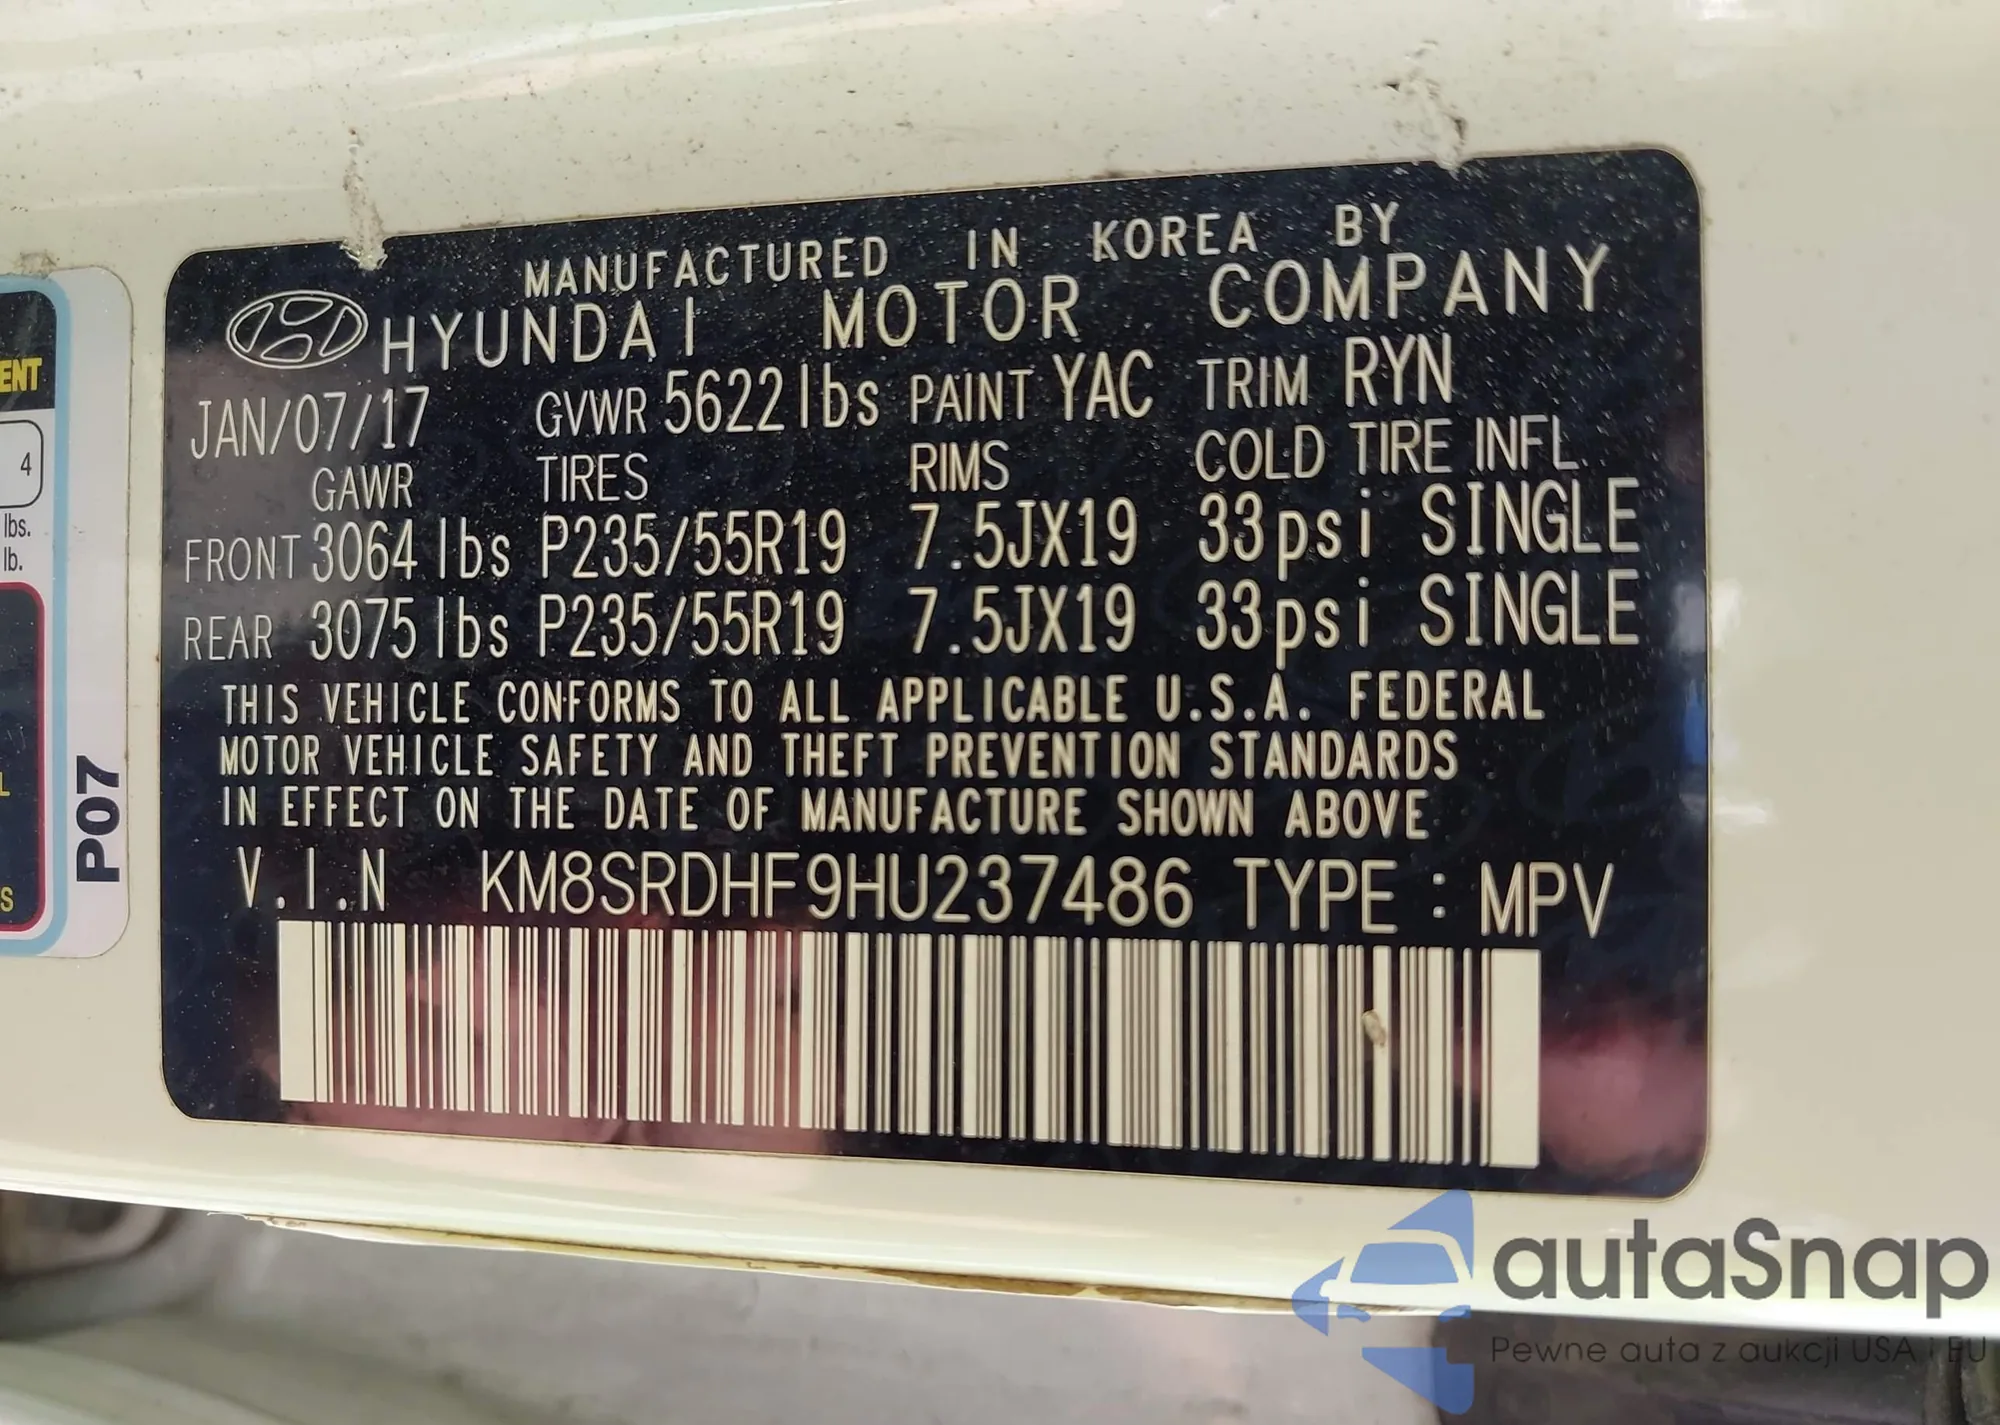 MANUFACTURED IN KOREA BY
HYUNDAI MOTOR COMPANY
JAN/07/17 GVWR 5622 lbs PAINT YAC TRIM RYN
GAWR TIRES RIMS COLD TIRE INFL.
FRONT 3064 lbs P235/55R19 7.5JX19 33psi SINGLE
REAR 3075 lbs P235/55R19 7.5JX19 33psi SINGLE
THIS VEHICLE CONFORMS TO ALL APPLICABLE U.S.A. FEDERAL
MOTOR VEHICLE SAFETY AND THEFT PREVENTION STANDARDS
IN EFFECT ON THE DATE OF MANUFACTURE SHOWN ABOVE
V.I.N KM8SRDHF9HU237486 TYPE : MPV
4
lbs.
lb.
P07
autaSnap
Pewne auta z aukcji USA i EU